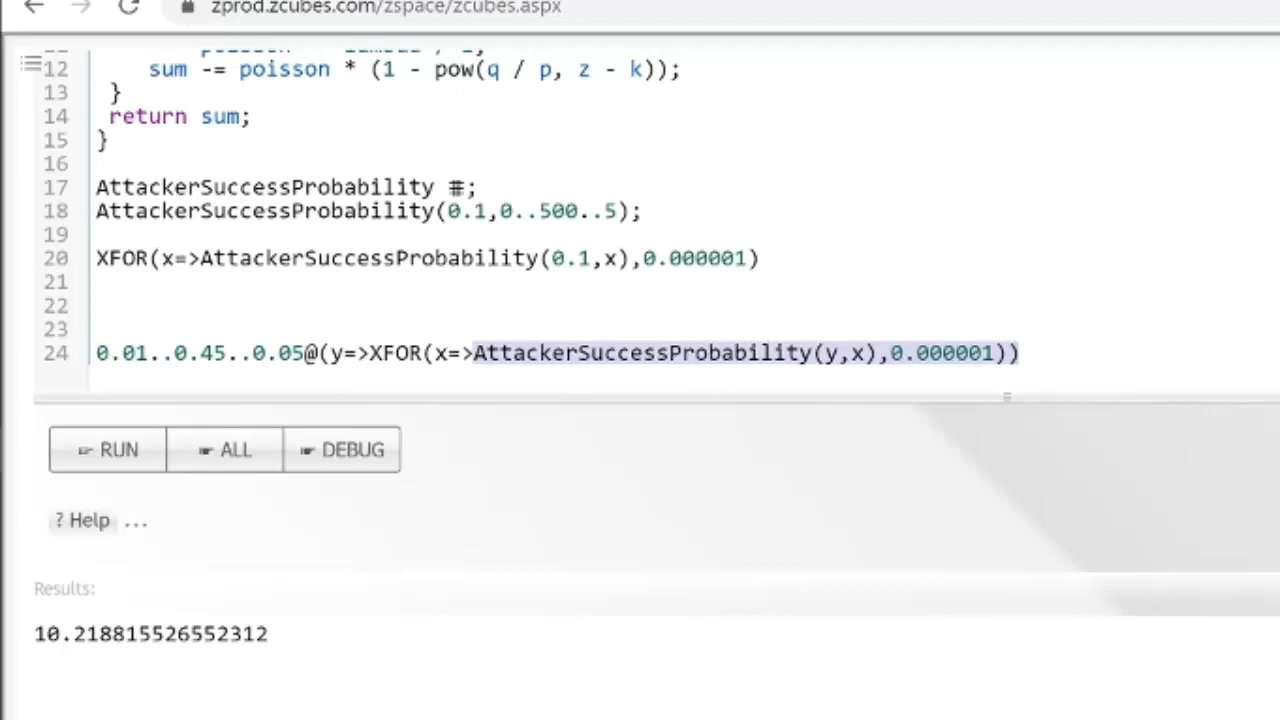 zprod.zcubes.com/zspace/zcubes.aspx
12 sum -= poisson * (1 - pow(q / p, z - k));
13 }
14 return sum;
15 }
16
17 AttackerSuccessProbability #;
18 AttackerSuccessProbability(0.1,0..500..5);
19
20 XFOR(x=>AttackerSuccessProbability(0.1,x),0.000001)
21
22
23
24 0.01..0.45..0.05@(y=>XFOR(x=>AttackerSuccessProbability(y,x),0.000001))
RUN ALL DEBUG
? Help ...
Results:
10.218815526552312